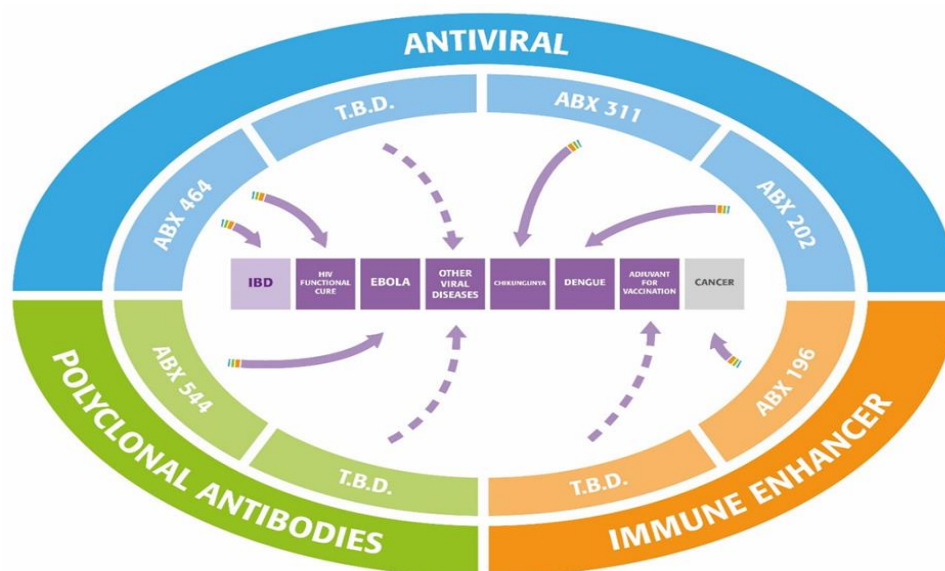 ANTIVIRAL
T.B.D.
ABX 311
ABX 464
ABX 202
IBD
HIV
FUNCTIONAL
CURE
EBOLA
OTHER
VIRAL
DISEASES
CHIKUNGUNYA
DENGUE
ADJUVANT
FOR
VACCINATION
CANCER
ABX 544
ABX 196
T.B.D.
T.B.D.
POLYCLONAL ANTIBODIES
IMMUNE ENHANCER